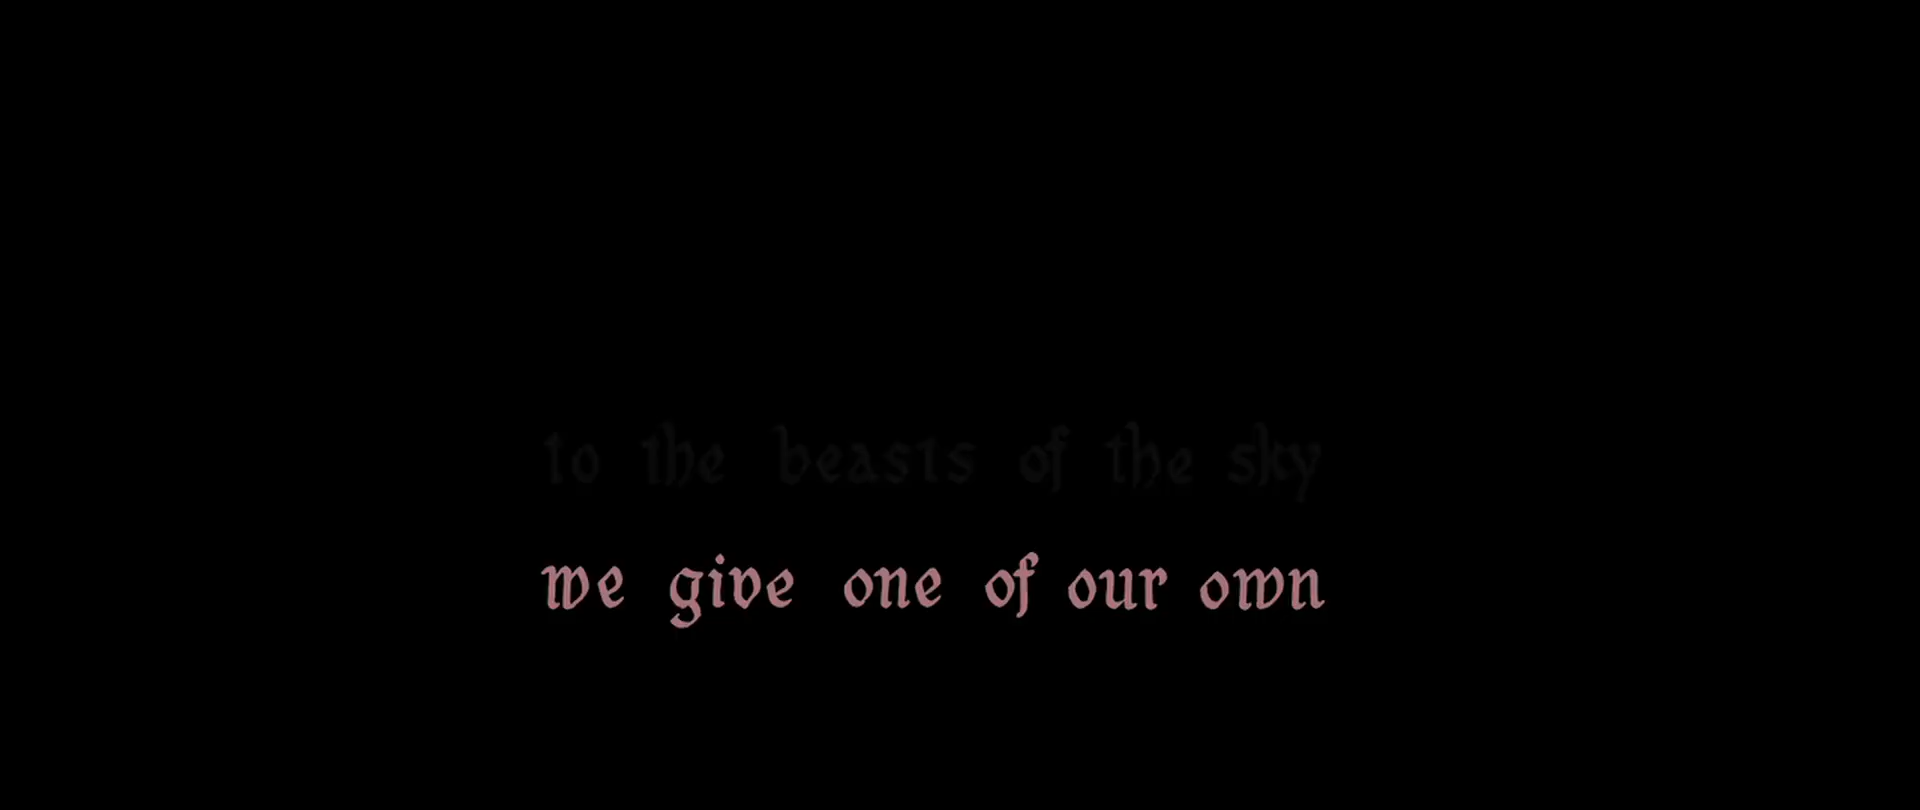 to the beasts of the sky
we give one of our own